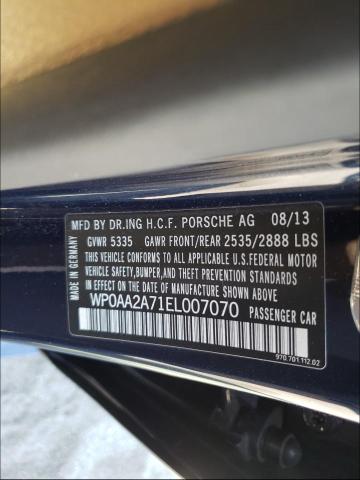 MFD BY DR.ING H.C.F. PORSCHE AG 08/13
GVWR 5335 GAWR FRONT/REAR 2535/2888 LBS
THIS VEHICLE CONFORMS TO ALL APPLICABLE U.S.FEDERAL
MOTOR VEHICLE SAFETY, BUMPER, AND THEFT PREVENTION STANDARDS
IN EFFECT ON THE DATE OF MANUFACTURE SHOWN ABOVE
WP0AA2A71EL007070 PASSENGER CAR
MADE IN GERMANY
970.701.112.02